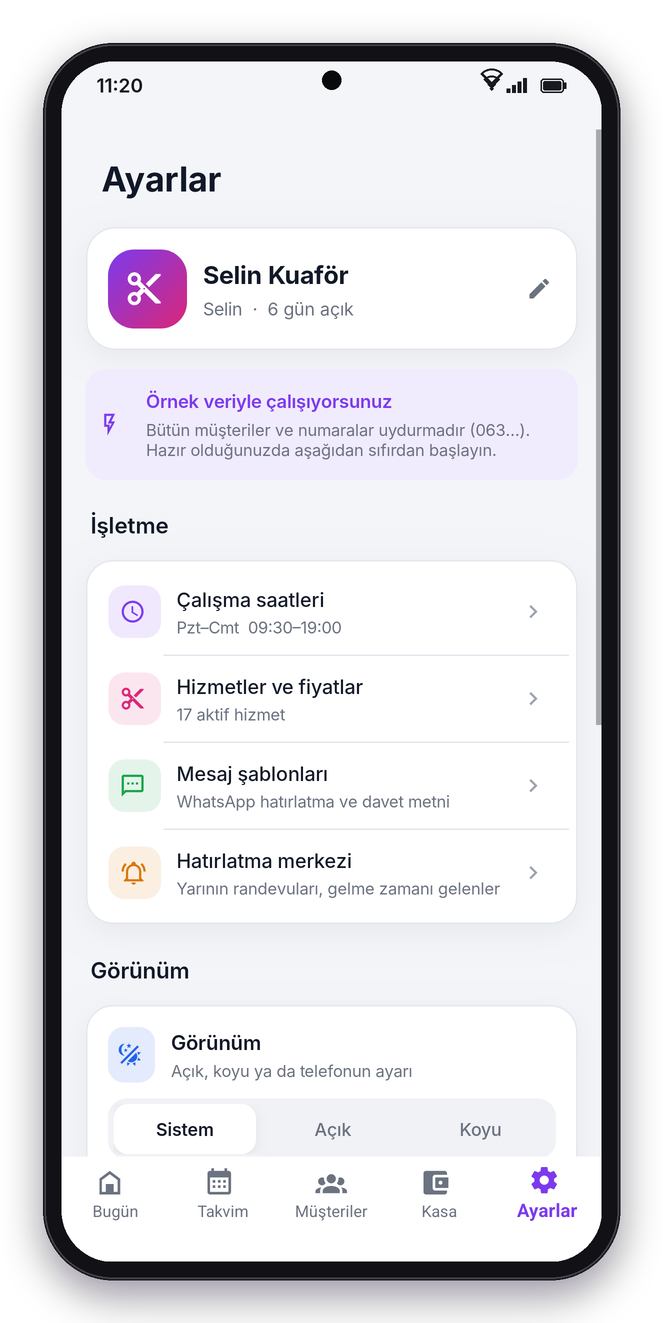 11:20
Ayarlar
Selin Kuaför
Selin · 6 gün açık
Örnek veriyle çalışıyorsunuz
Bütün müşteriler ve numaralar uydurmadır (063…).
Hazır olduğunuzda aşağıdan sıfırdan başlayın.
İşletme
Çalışma saatleri
Pzt–Cmt 09:30–19:00
Hizmetler ve fiyatlar
17 aktif hizmet
Mesaj şablonları
WhatsApp hatırlatma ve davet metni
Hatırlatma merkezi
Yarının randevuları, gelme zamanı gelenler
Görünüm
Görünüm
Açık, koyu ya da telefonun ayarı
Sistem Açık Koyu
Bugün Takvim Müşteriler Kasa Ayarlar